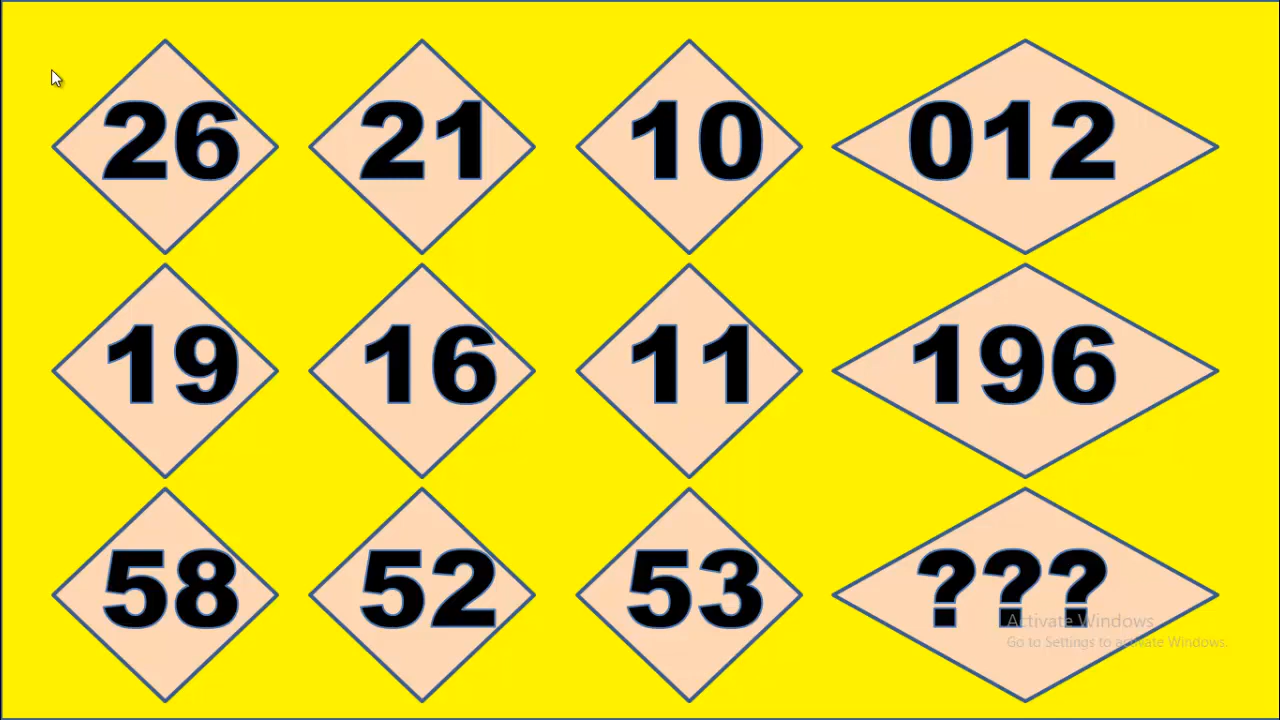 26 21 10 012
19 16 11 196
58 52 53 ???
Activate Windows
Go to Settings to activate Windows.